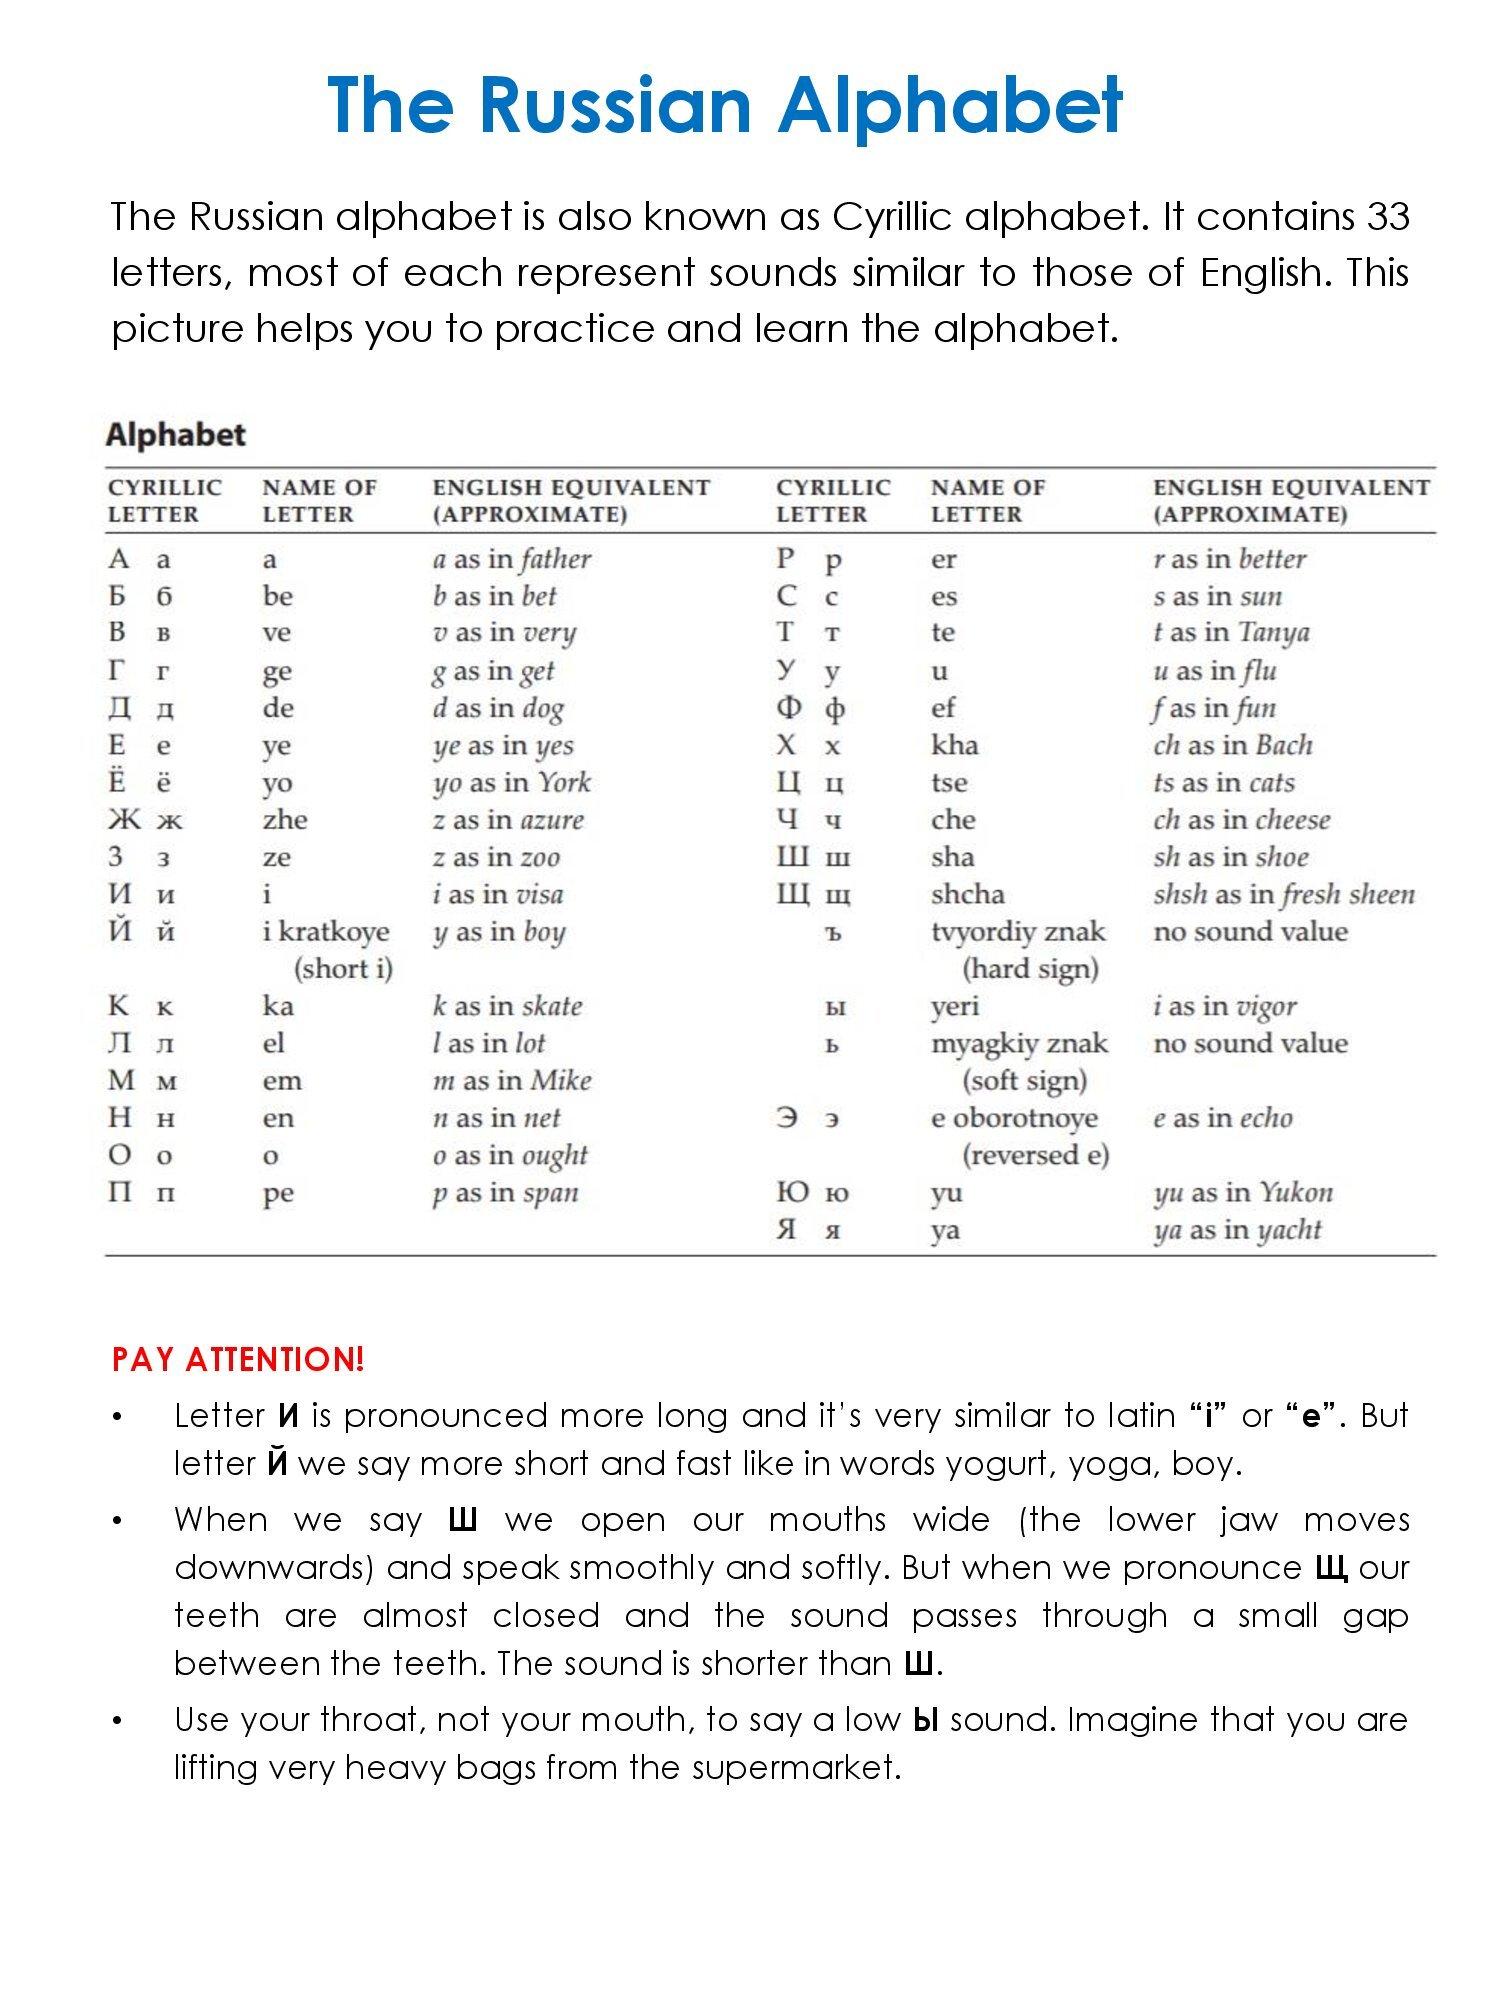 The Russian Alphabet
The Russian alphabet is also known as Cyrillic alphabet. It contains 33
letters, most of each represent sounds similar to those of English. This
picture helps you to practice and learn the alphabet.
Alphabet
CYRILLIC LETTER NAME OF LETTER ENGLISH EQUIVALENT (APPROXIMATE) CYRILLIC LETTER NAME OF LETTER ENGLISH EQUIVALENT (APPROXIMATE)
А а a a as in father Р р er r as in better
Б б be b as in bet С с es s as in sun
В в ve v as in very Т т te t as in Tanya
Г г ge g as in get У у u u as in flu
Д д de d as in dog Ф ф ef f as in fun
Е е ye ye as in yes Х х kha ch as in Bach
Ё ё yo yo as in York Ц ц tse ts as in cats
Ж ж zhe z as in azure Ч ч che ch as in cheese
З з ze z as in zoo Ш ш sha sh as in shoe
И и i i as in visa Щ щ shcha shsh as in fresh sheen
Й й i kratkoye y as in boy ъ tvyordiy znak no sound value
(short i) (hard sign)
К к ka k as in skate ы yeri i as in vigor
Л л el l as in lot ь myagkiy znak no sound value
М м em m as in Mike (soft sign)
Н н en n as in net Э э e oborotnoye e as in echo
О о o o as in ought (reversed e)
П п pe p as in span Ю ю yu yu as in Yukon
Я я ya ya as in yacht
PAY ATTENTION!
• Letter И is pronounced more long and it's very similar to latin “i” or “e”. But
letter Й we say more short and fast like in words yogurt, yoga, boy.
• When we say Ш we open our mouths wide (the lower jaw moves
downwards) and speak smoothly and softly. But when we pronounce Щ our
teeth are almost closed and the sound passes through a small gap
between the teeth. The sound is shorter than Ш.
• Use your throat, not your mouth, to say a low Ы sound. Imagine that you are
lifting very heavy bags from the supermarket.